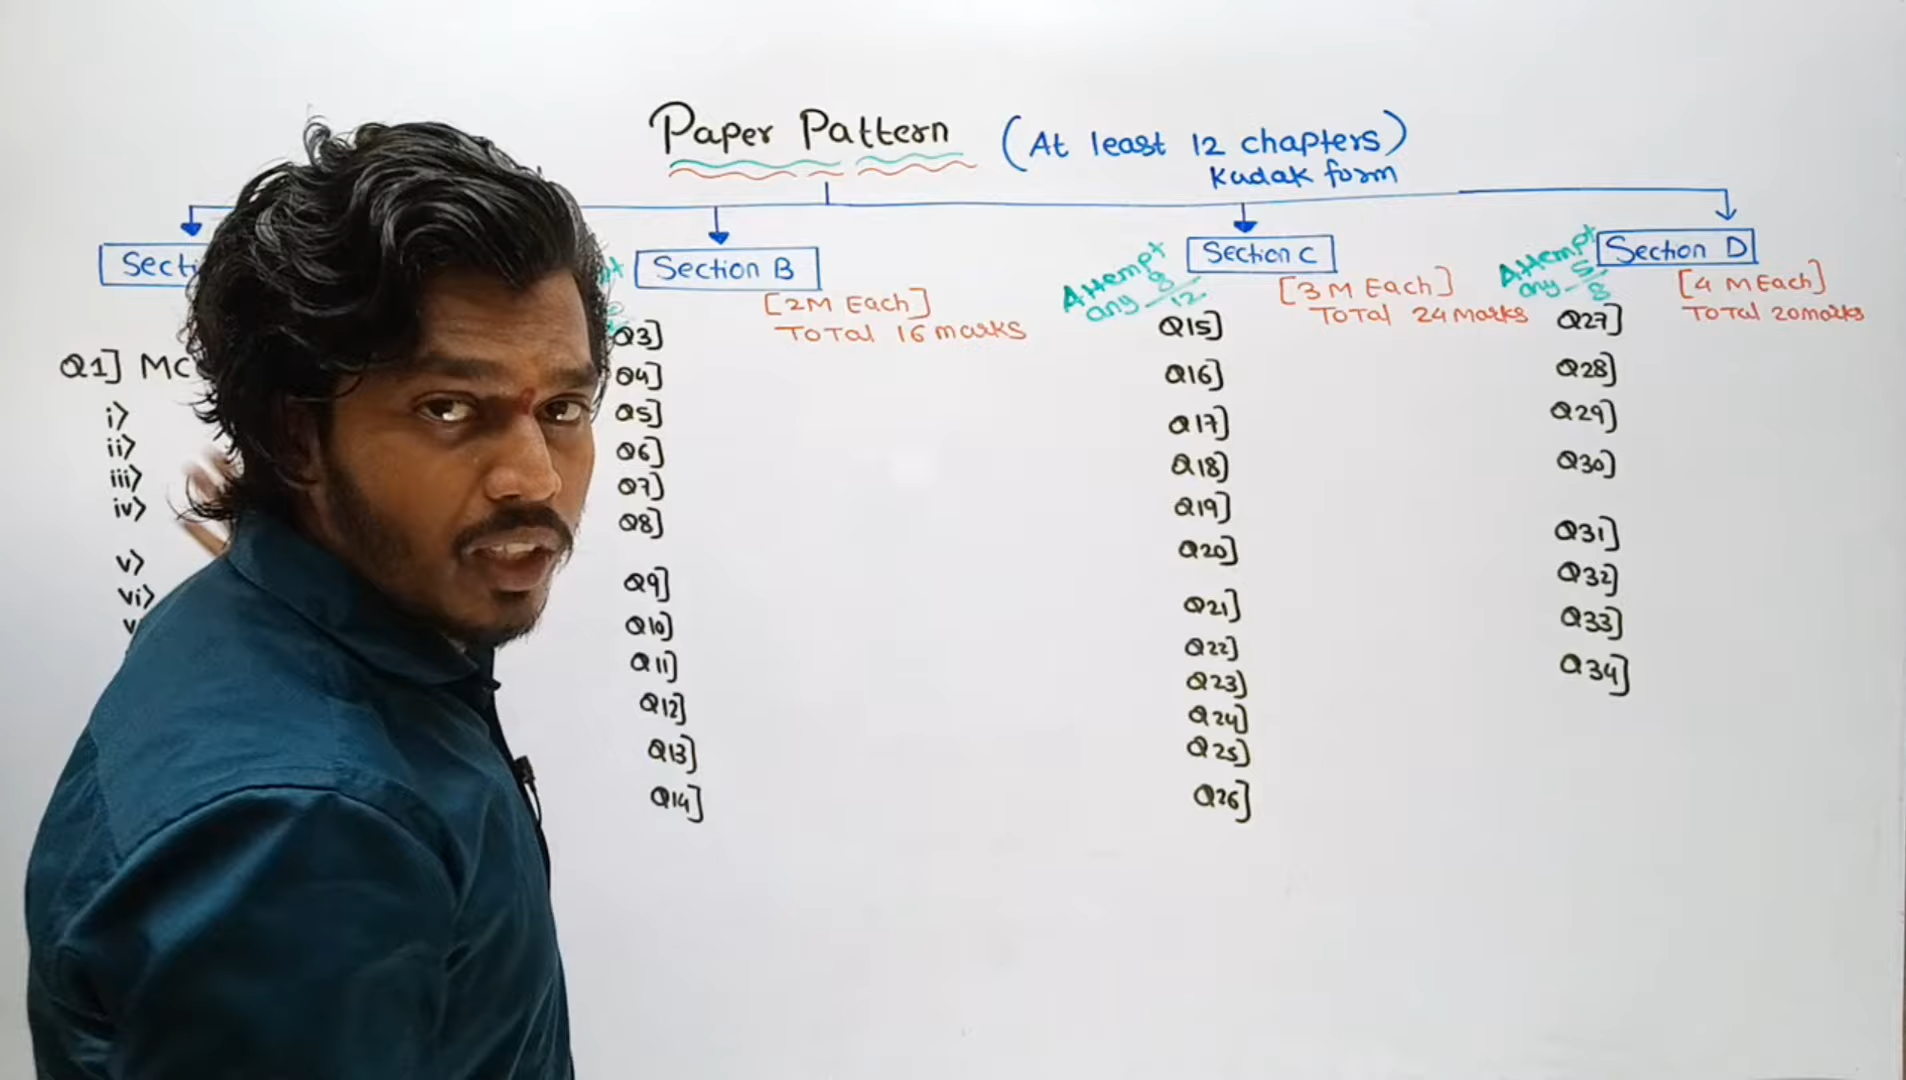 Paper Pattern (At least 12 chapters)
Kadak form
Section B
[2M Each]
Total 16 marks
Section C
Attempt
any 8/12
[3M Each]
Total 24 Marks
Section D
Attempt
any 5/8
[4 M Each]
Total 20 marks
Q1]
i>
ii>
iii>
iv>
v>
vi>
Q3]
Q4]
Q5]
Q6]
Q7]
Q8]
Q9]
Q10]
Q11]
Q12]
Q13]
Q14]
Q15]
Q16]
Q17]
Q18]
Q19]
Q20]
Q21]
Q22]
Q23]
Q24]
Q25]
Q26]
Q27]
Q28]
Q29]
Q30]
Q31]
Q32]
Q33]
Q34]